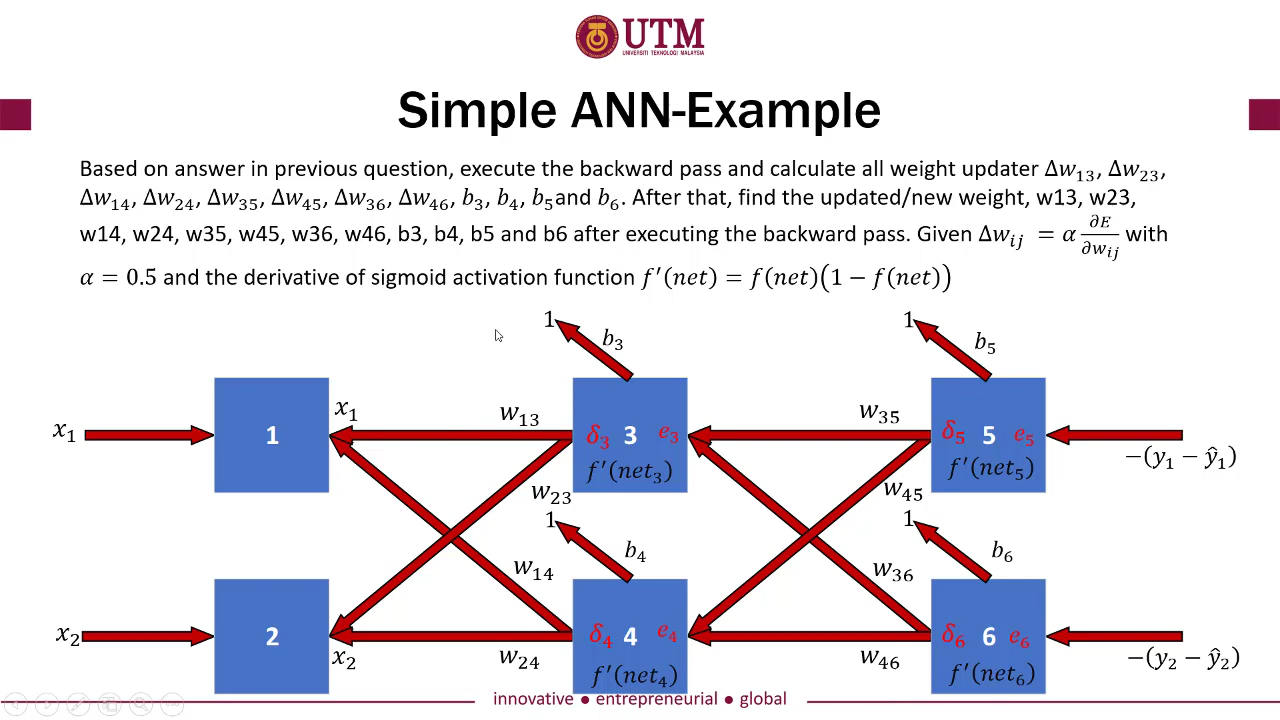 UTM
UNIVERSITI TEKNOLOGI MALAYSIA
Simple ANN-Example
Based on answer in previous question, execute the backward pass and calculate all weight updater Δw₁₃, Δw₂₃,
Δw₁₄, Δw₂₄, Δw₃₅, Δw₄₅, Δw₃₆, Δw₄₆, b₃, b₄, b₅and b₆. After that, find the updated/new weight, w13, w23,
w14, w24, w35, w45, w36, w46, b3, b4, b5 and b6 after executing the backward pass. Given Δwᵢⱼ = α ∂E/∂wᵢⱼ with
α = 0.5 and the derivative of sigmoid activation function f′(net) = f(net)(1 − f(net))
1
b₃
1
b₅
x₁
1
x₁
w₁₃
δ₃ 3 e₃
f′(net₃)
w₃₅
δ₅ 5 e₅
f′(net₅)
−(y₁ − ŷ₁)
w₂₃
w₄₅
1
b₄
1
b₆
w₁₄
w₃₆
x₂
2
x₂
w₂₄
δ₄ 4 e₄
f′(net₄)
w₄₆
δ₆ 6 e₆
f′(net₆)
−(y₂ − ŷ₂)
innovative ● entrepreneurial ● global